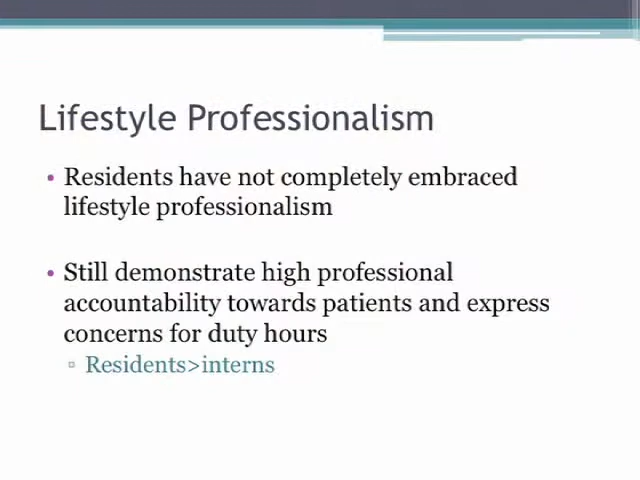 Lifestyle Professionalism
• Residents have not completely embraced
lifestyle professionalism
• Still demonstrate high professional
accountability towards patients and express
concerns for duty hours
▫ Residents>interns